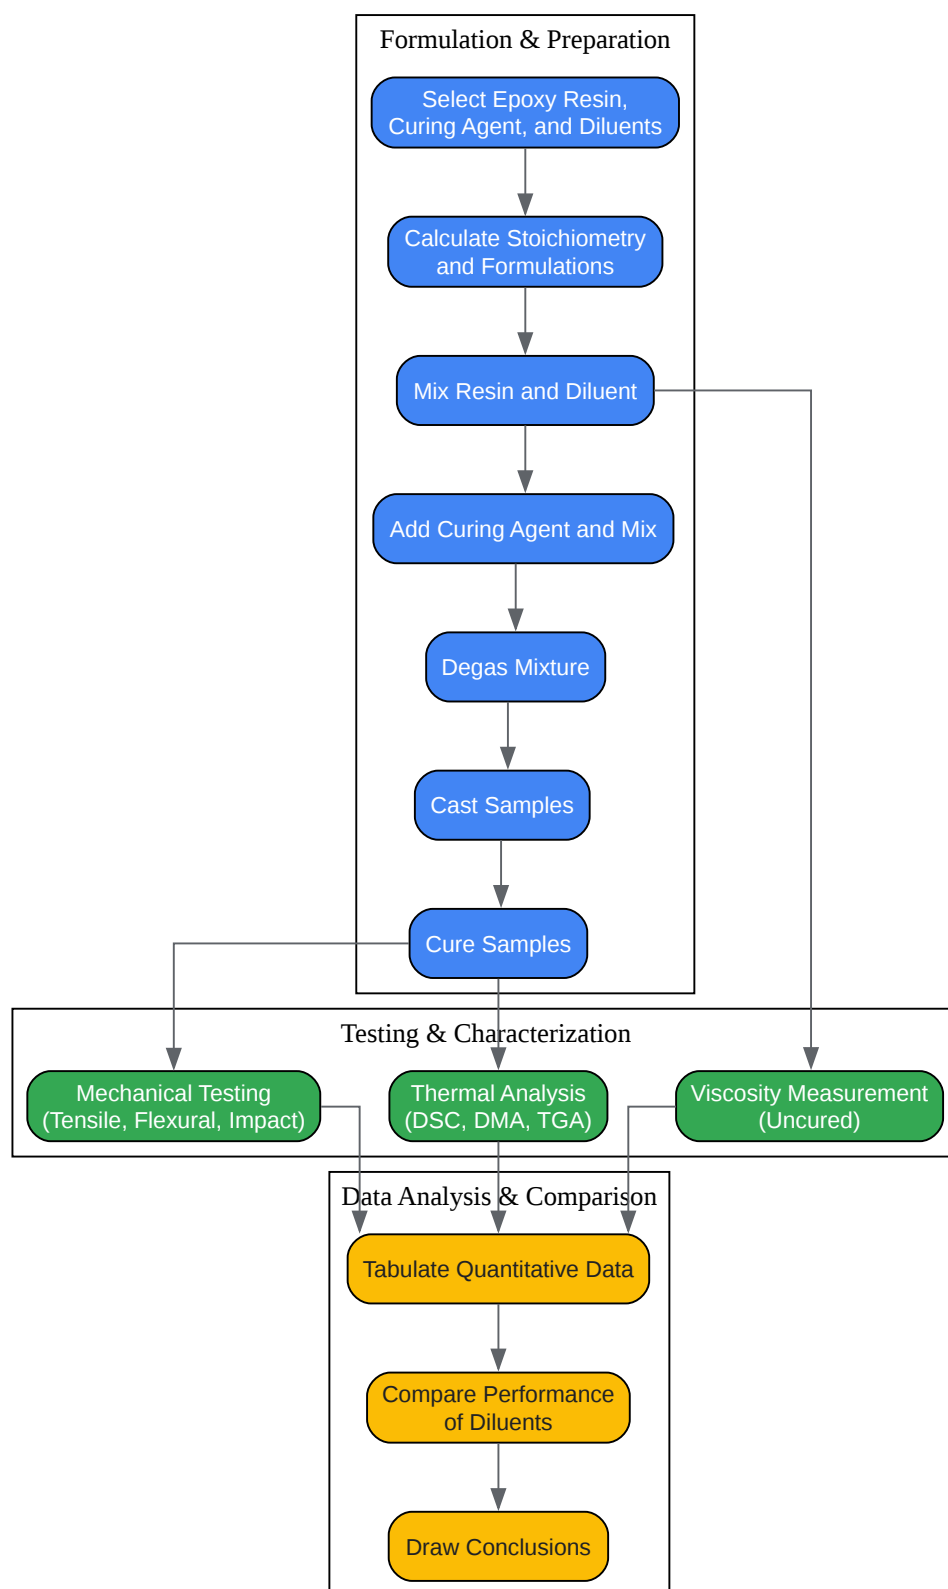 Formulation & Preparation
Select Epoxy Resin,
Curing Agent, and Diluents
Calculate Stoichiometry
and Formulations
Mix Resin and Diluent
Add Curing Agent and Mix
Degas Mixture
Cast Samples
Cure Samples
Testing & Characterization
Mechanical Testing
(Tensile, Flexural, Impact)
Thermal Analysis
(DSC, DMA, TGA)
Viscosity Measurement
(Uncured)
Data Analysis & Comparison
Tabulate Quantitative Data
Compare Performance
of Diluents
Draw Conclusions